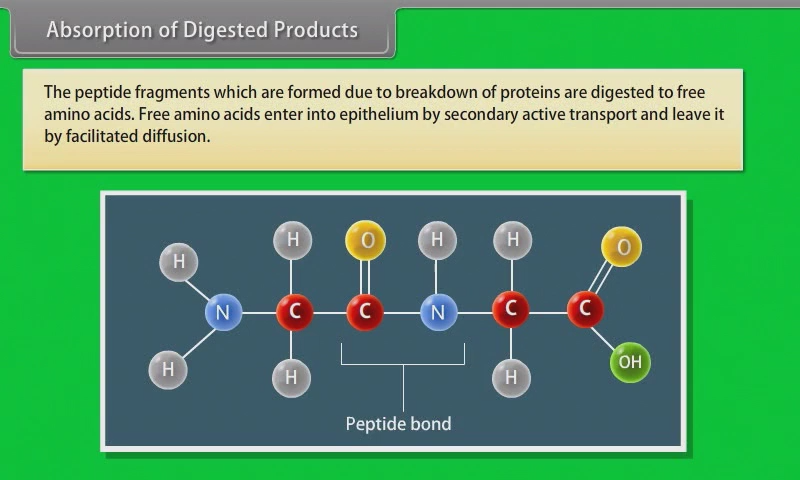 Absorption of Digested Products
The peptide fragments which are formed due to breakdown of proteins are digested to free
amino acids. Free amino acids enter into epithelium by secondary active transport and leave it
by facilitated diffusion.
H O H H O
H
N C C N C C
H H H OH
Peptide bond